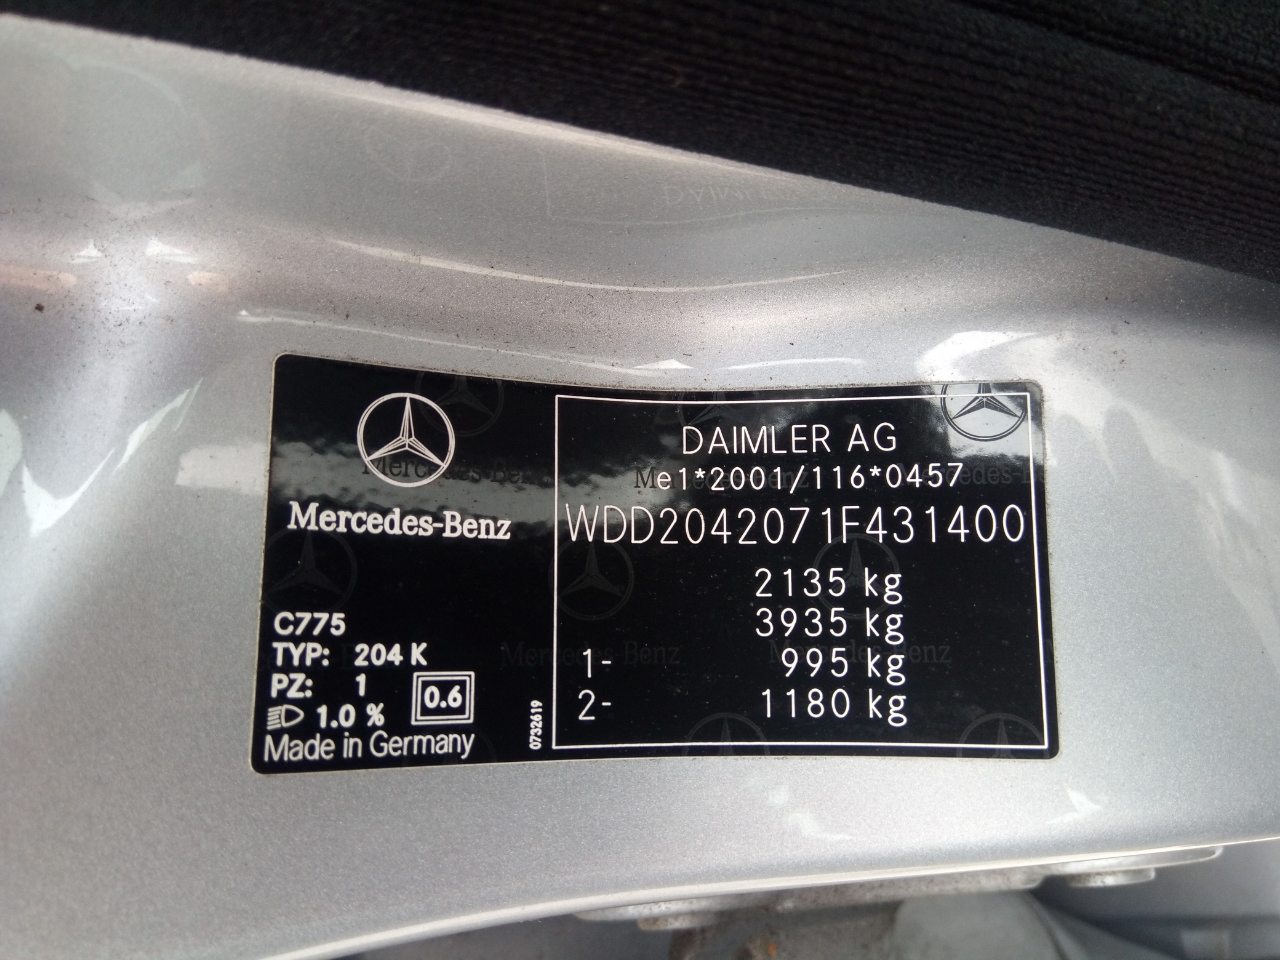 Mercedes-Benz
C775
TYP: 204 K
PZ: 1
0.6
1.0 %
Made in Germany
0732619
DAIMLER AG
e1*2001/116*0457
WDD2042071F431400
2135 kg
3935 kg
1- 995 kg
2- 1180 kg